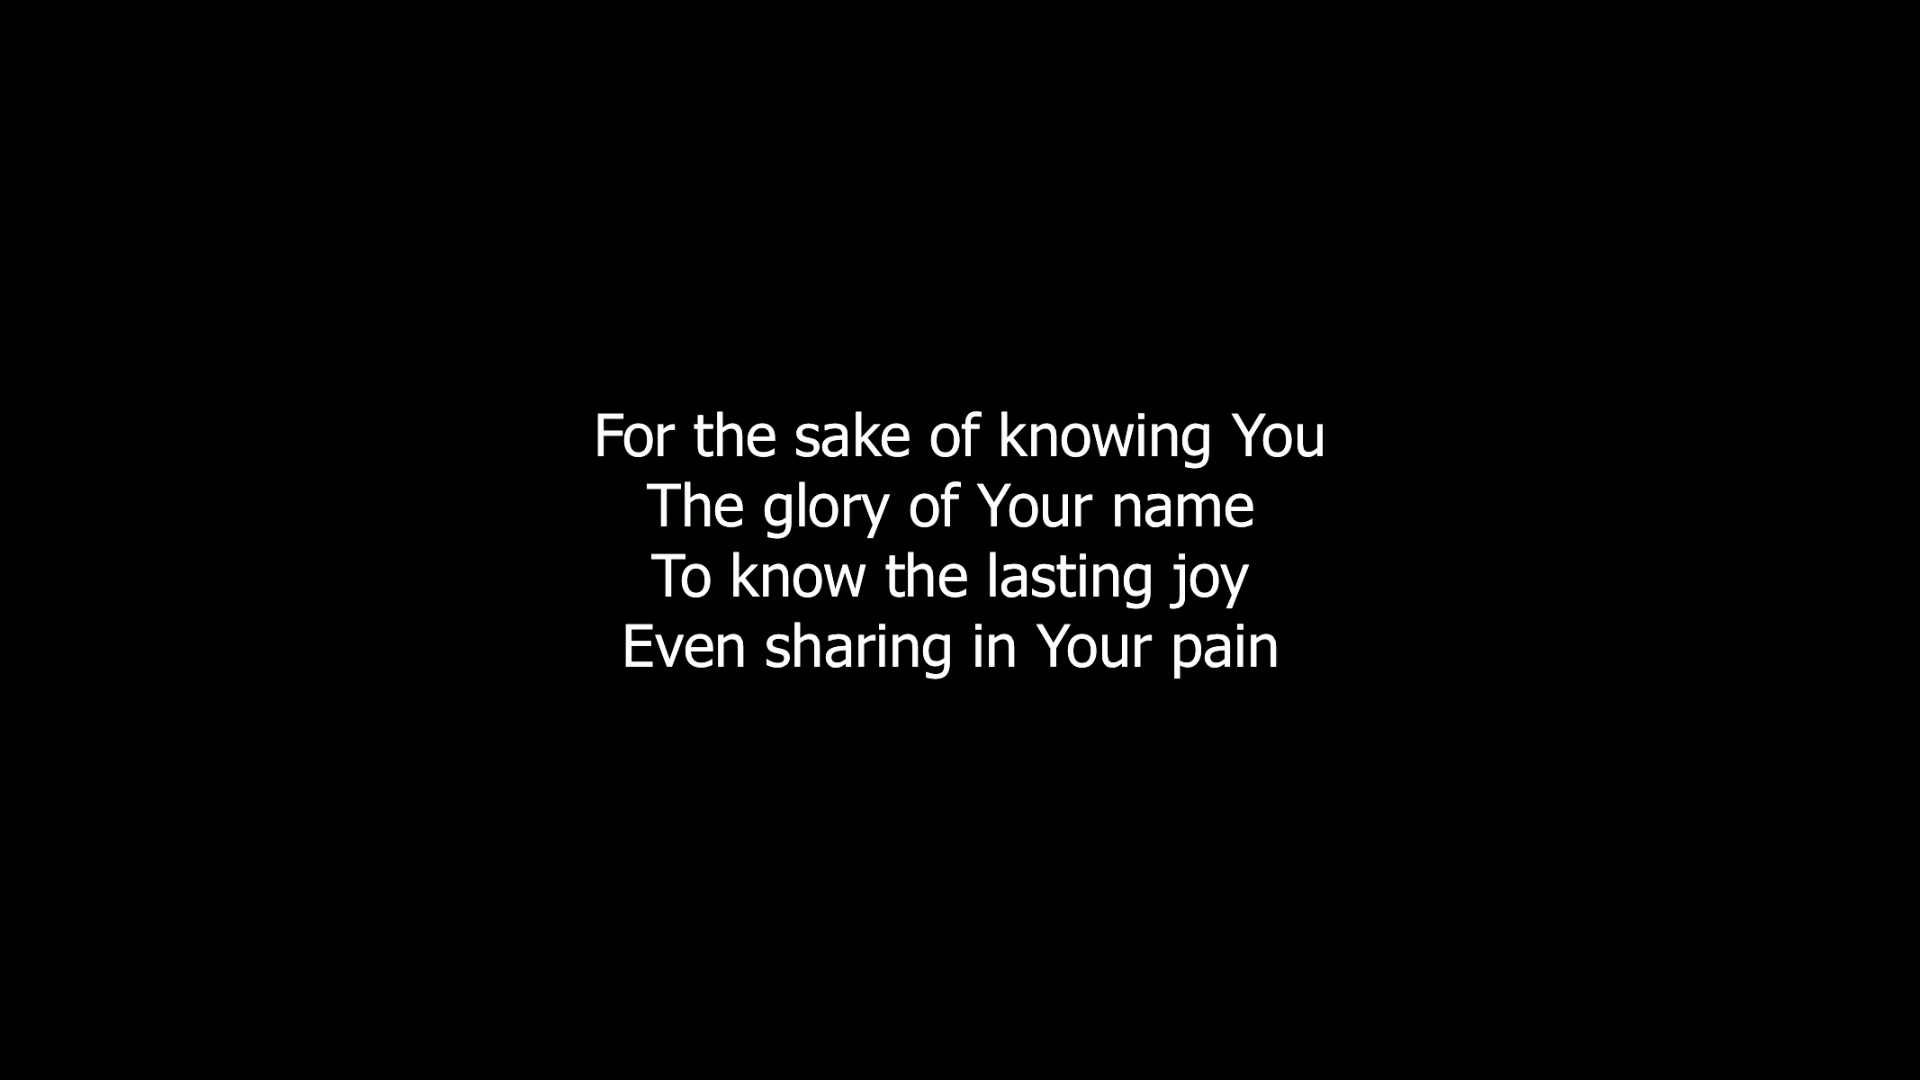 For the sake of knowing You
The glory of Your name
To know the lasting joy
Even sharing in Your pain